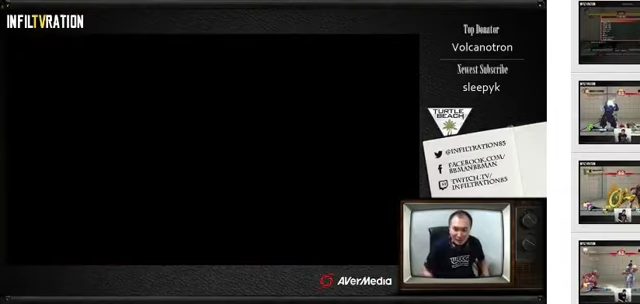 INFILTVRATION
Top Donator
Volcanotron
Newest Subscribe
sleepyk
TURTLE BEACH
@INFILTRATION85
FACEBOOK.COM/
BBMANBBMAN
TWITCH.TV/
INFILTRATION85
AVerMedia